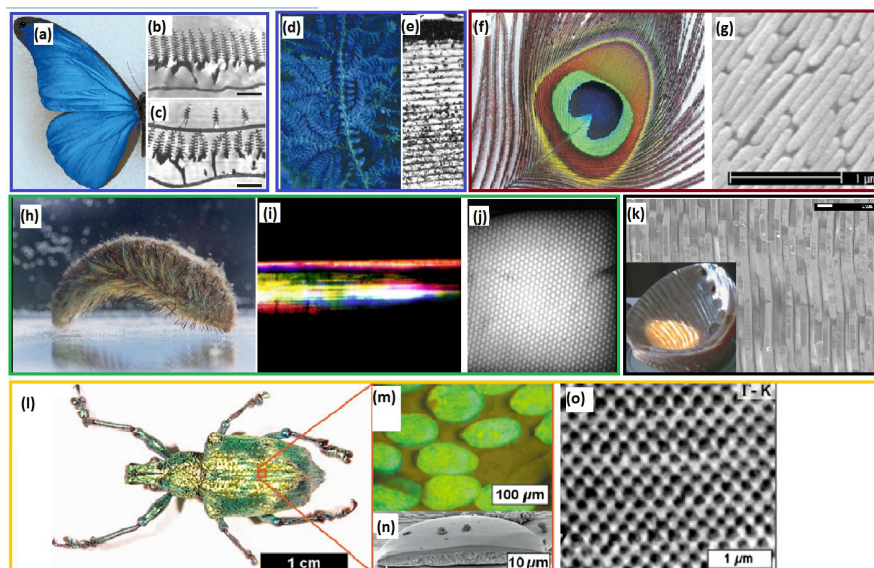 (a)
(b)
(c)
(d)
(e)
(f)
(g)
1 μm
(h)
(i)
(j)
(k)
(l)
1 cm
(m)
100 μm
(n)
10 μm
(o)
Γ - K
1 μm